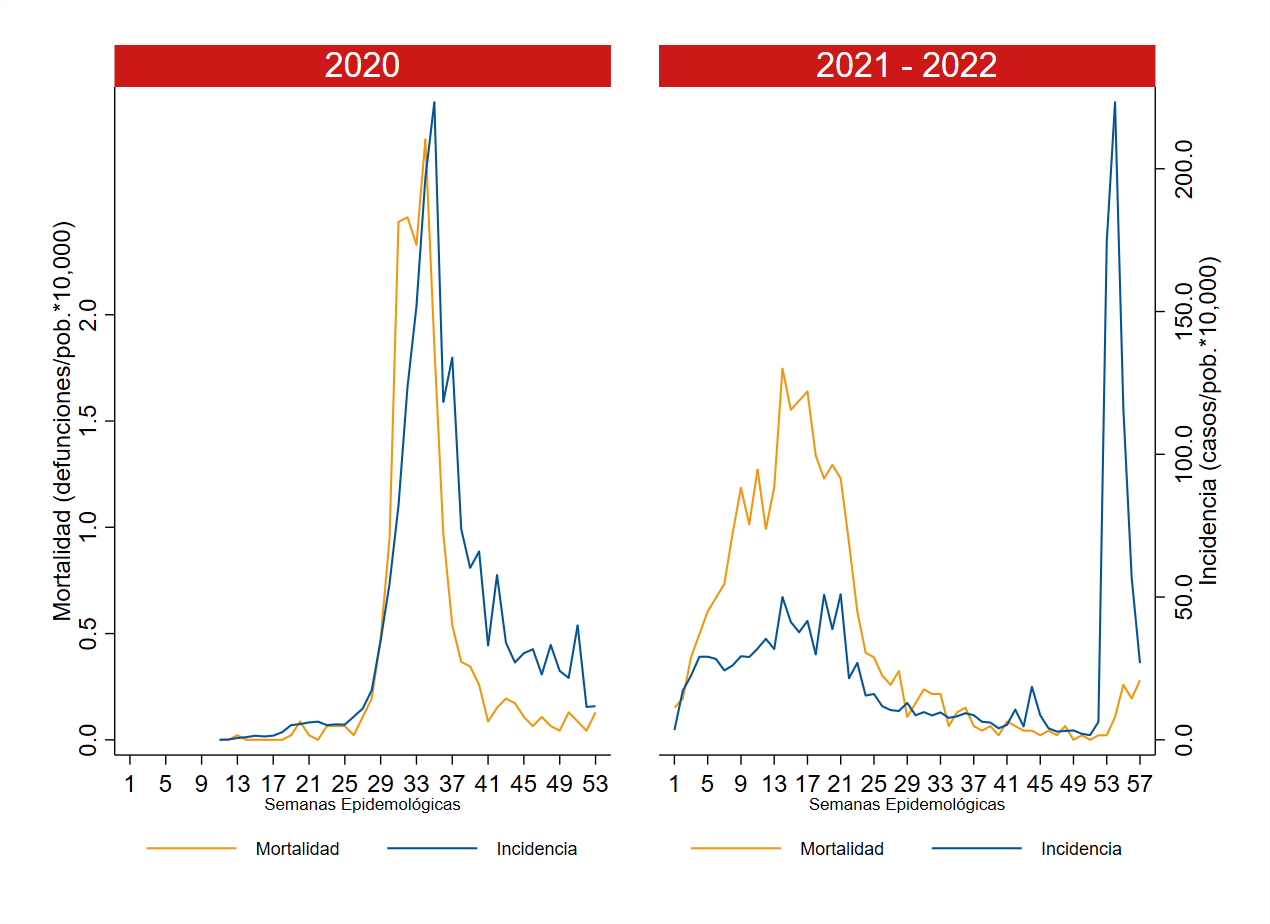 2020
2021 - 2022
Mortalidad (defunciones/pob.*10,000)
2.0
1.5
1.0
0.5
0.0
200.0
150.0
100.0
50.0
0.0
Incidencia (casos/pob.*10,000)
1 5 9 13 17 21 25 29 33 37 41 45 49 53
1 5 9 13 17 21 25 29 33 37 41 45 49 53 57
Semanas Epidemológicas
Semanas Epidemológicas
Mortalidad Incidencia
Mortalidad Incidencia